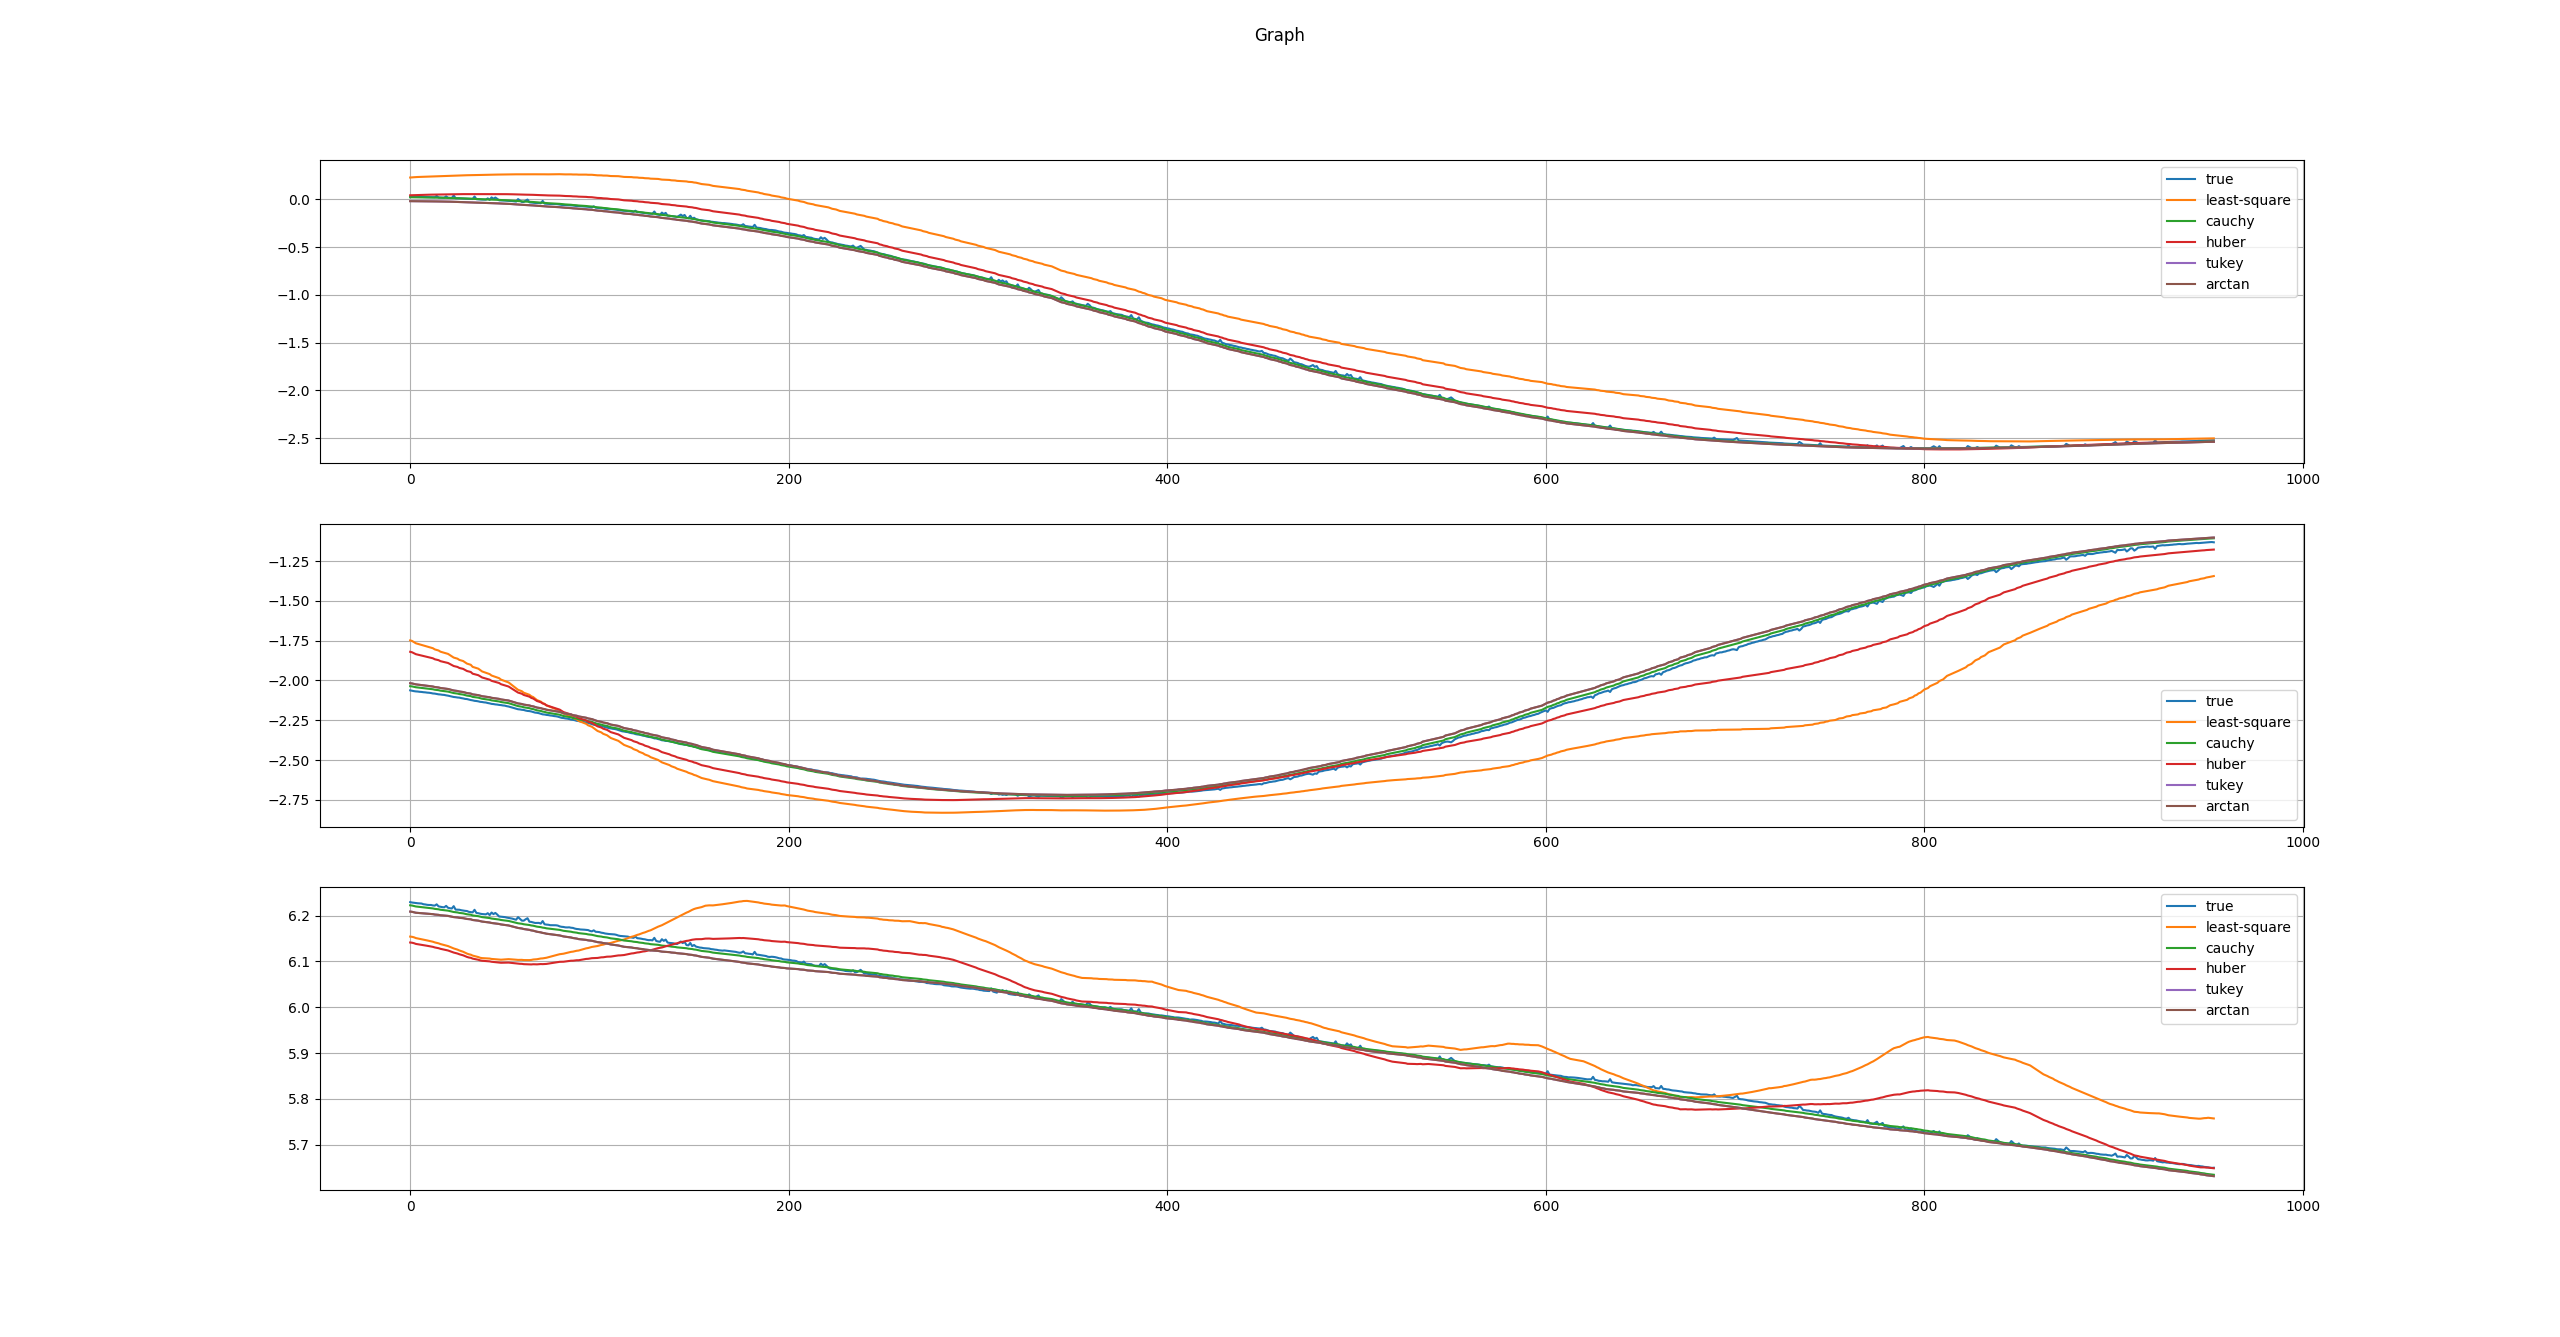 Graph
0.0
−0.5
−1.0
−1.5
−2.0
−2.5
true
least-square
cauchy
huber
tukey
arctan
0 200 400 600 800 1000
−1.25
−1.50
−1.75
−2.00
−2.25
−2.50
−2.75
true
least-square
cauchy
huber
tukey
arctan
0 200 400 600 800 1000
6.2
6.1
6.0
5.9
5.8
5.7
true
least-square
cauchy
huber
tukey
arctan
0 200 400 600 800 1000